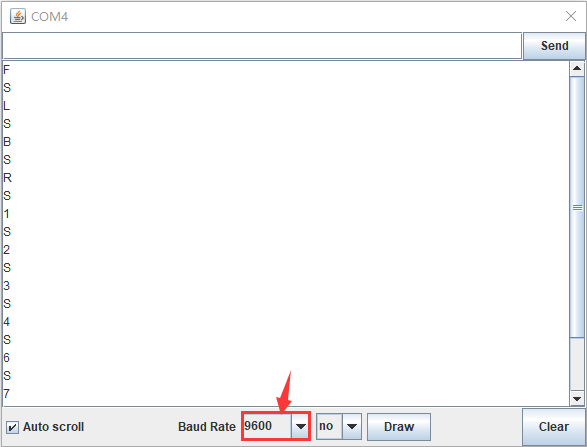 COM4
Send
F
S
L
S
B
S
R
S
1
S
2
S
3
S
4
S
6
S
7
Auto scroll
Baud Rate 9600 no Draw Clear